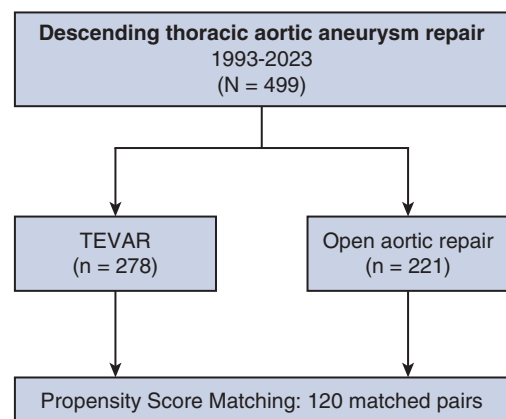 Descending thoracic aortic aneurysm repair
1993-2023
(N = 499)
TEVAR
(n = 278)
Open aortic repair
(n = 221)
Propensity Score Matching: 120 matched pairs